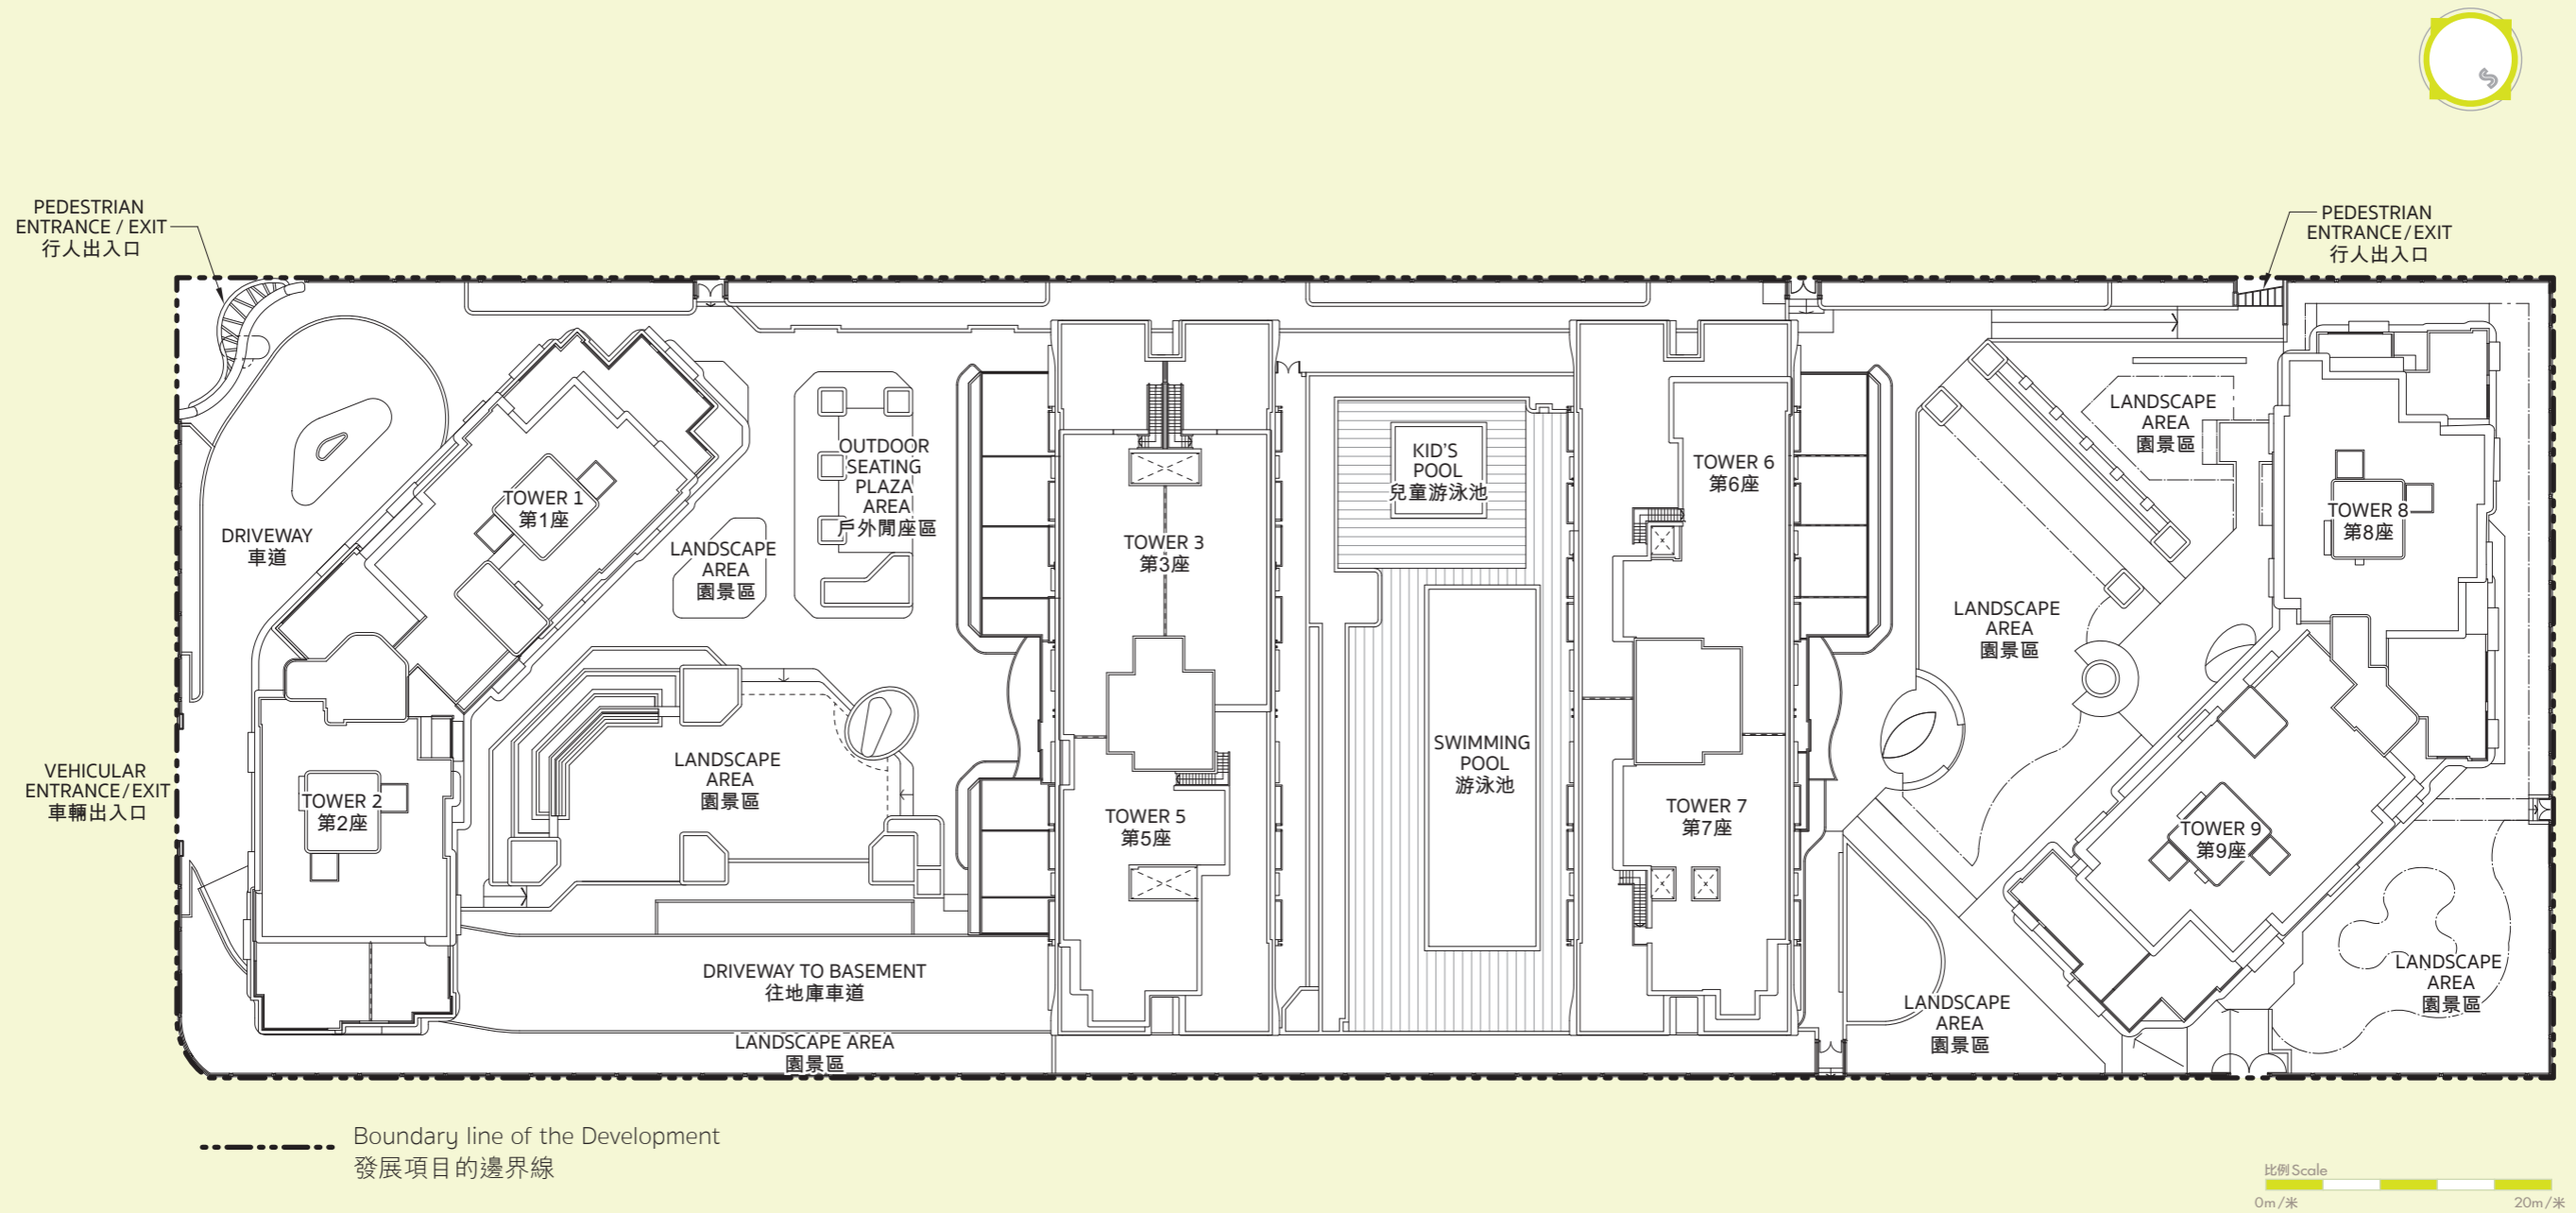 PEDESTRIAN
ENTRANCE / EXIT
行人出入口
PEDESTRIAN
ENTRANCE/EXIT
行人出入口
DRIVEWAY
車道
TOWER 1
第1座
LANDSCAPE
AREA
園景區
OUTDOOR
SEATING
PLAZA
AREA
戶外閒座區
TOWER 3
第3座
KID'S
POOL
兒童游泳池
TOWER 6
第6座
LANDSCAPE
AREA
園景區
LANDSCAPE
AREA
園景區
TOWER 8
第8座
VEHICULAR
ENTRANCE/EXIT
車輛出入口
TOWER 2
第2座
LANDSCAPE
AREA
園景區
TOWER 5
第5座
SWIMMING
POOL
游泳池
TOWER 7
第7座
TOWER 9
第9座
DRIVEWAY TO BASEMENT
往地庫車道
LANDSCAPE AREA
園景區
LANDSCAPE
AREA
園景區
LANDSCAPE
AREA
園景區
Boundary line of the Development
發展項目的邊界線
比例Scale
0m/米
20m/米